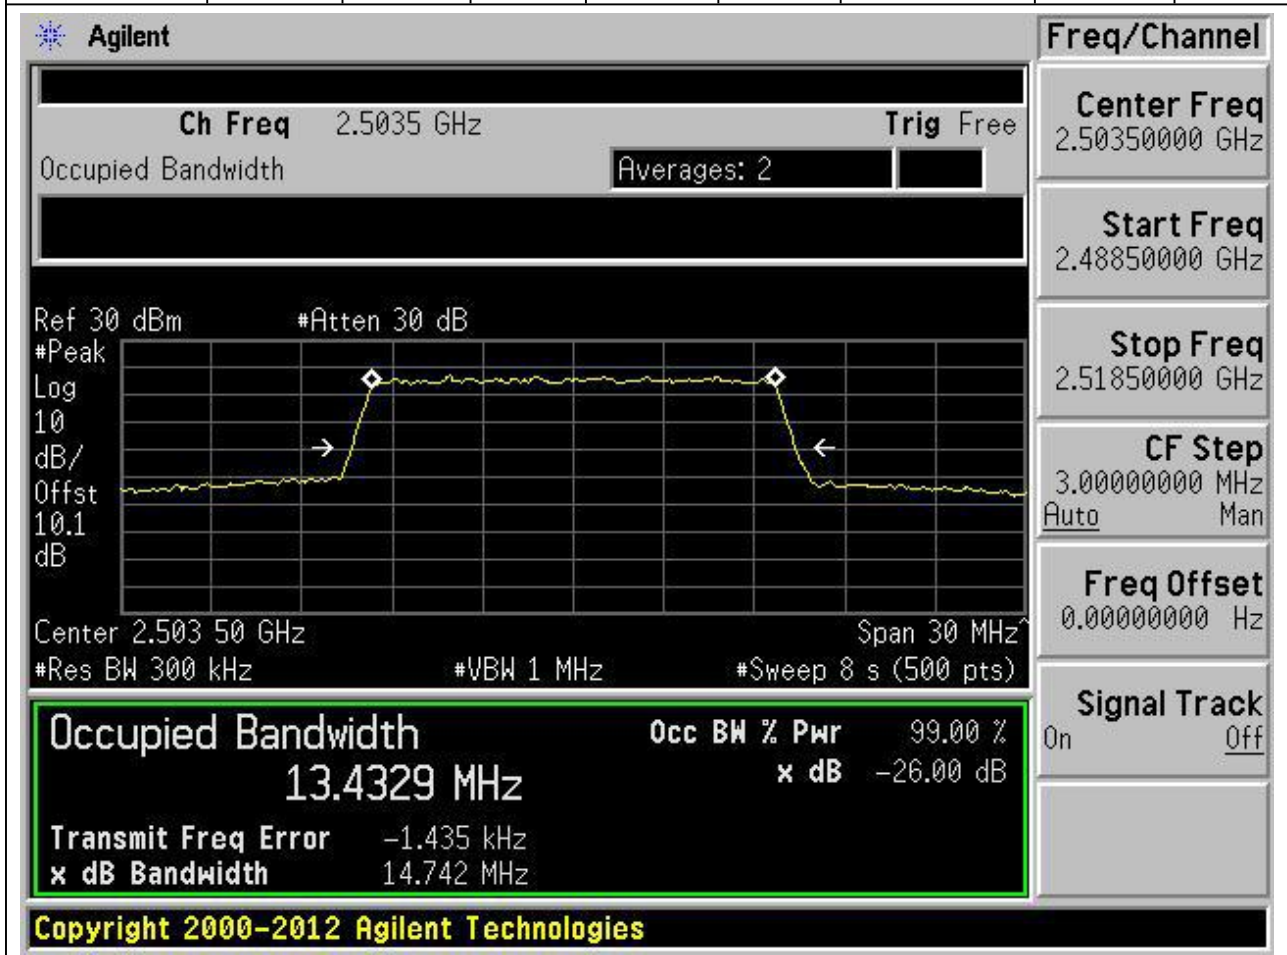 Agilent
Freq/Channel
Ch Freq 2.5035 GHz Trig Free
Occupied Bandwidth Averages: 2
Center Freq
2.50350000 GHz
Start Freq
2.48850000 GHz
Ref 30 dBm #Atten 30 dB
#Peak
Log
10
dB/
Offst
10.1
dB
Stop Freq
2.51850000 GHz
CF Step
3.00000000 MHz
Auto Man
Freq Offset
0.00000000 Hz
Center 2.503 50 GHz Span 30 MHz^
#Res BW 300 kHz #VBW 1 MHz #Sweep 8 s (500 pts)
Signal Track
On Off
Occupied Bandwidth Occ BW % Pwr 99.00 %
13.4329 MHz x dB -26.00 dB
Transmit Freq Error -1.435 kHz
x dB Bandwidth 14.742 MHz
Copyright 2000-2012 Agilent Technologies